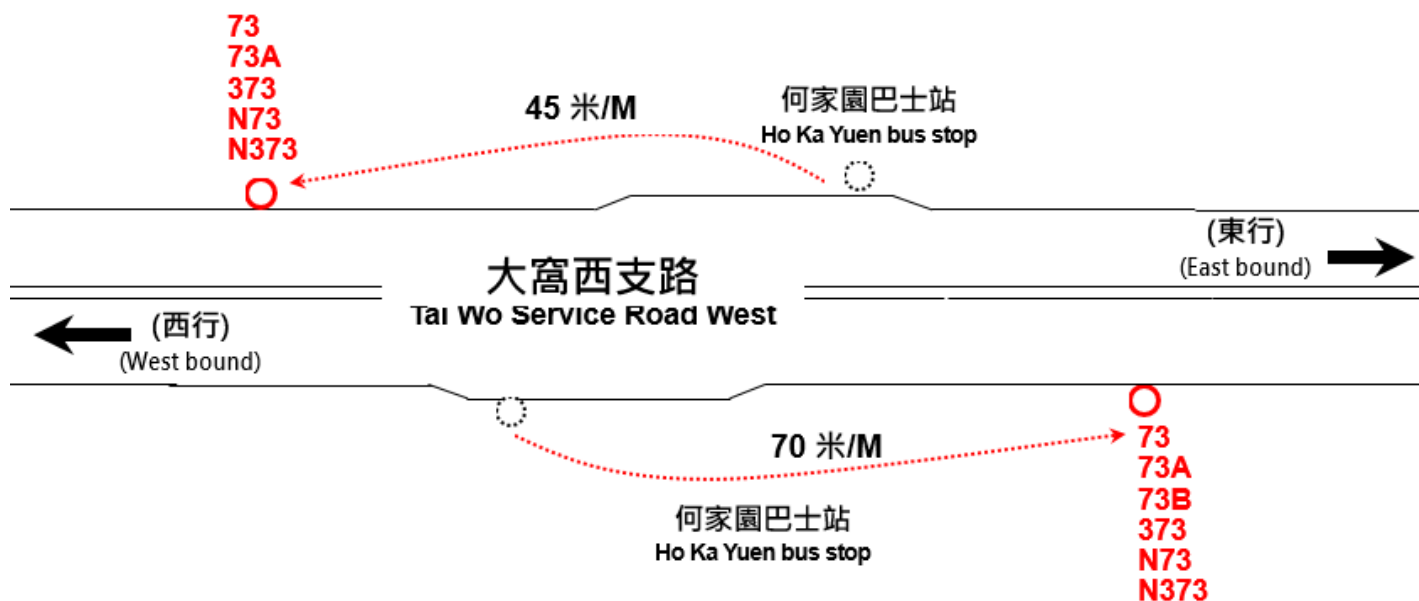 73
73A
373
N73
N373
45 米/M
何家園巴士站
Ho Ka Yuen bus stop
(東行)
(East bound)
大窩西支路
Tai Wo Service Road West
(西行)
(West bound)
70 米/M
何家園巴士站
Ho Ka Yuen bus stop
73
73A
73B
373
N73
N373